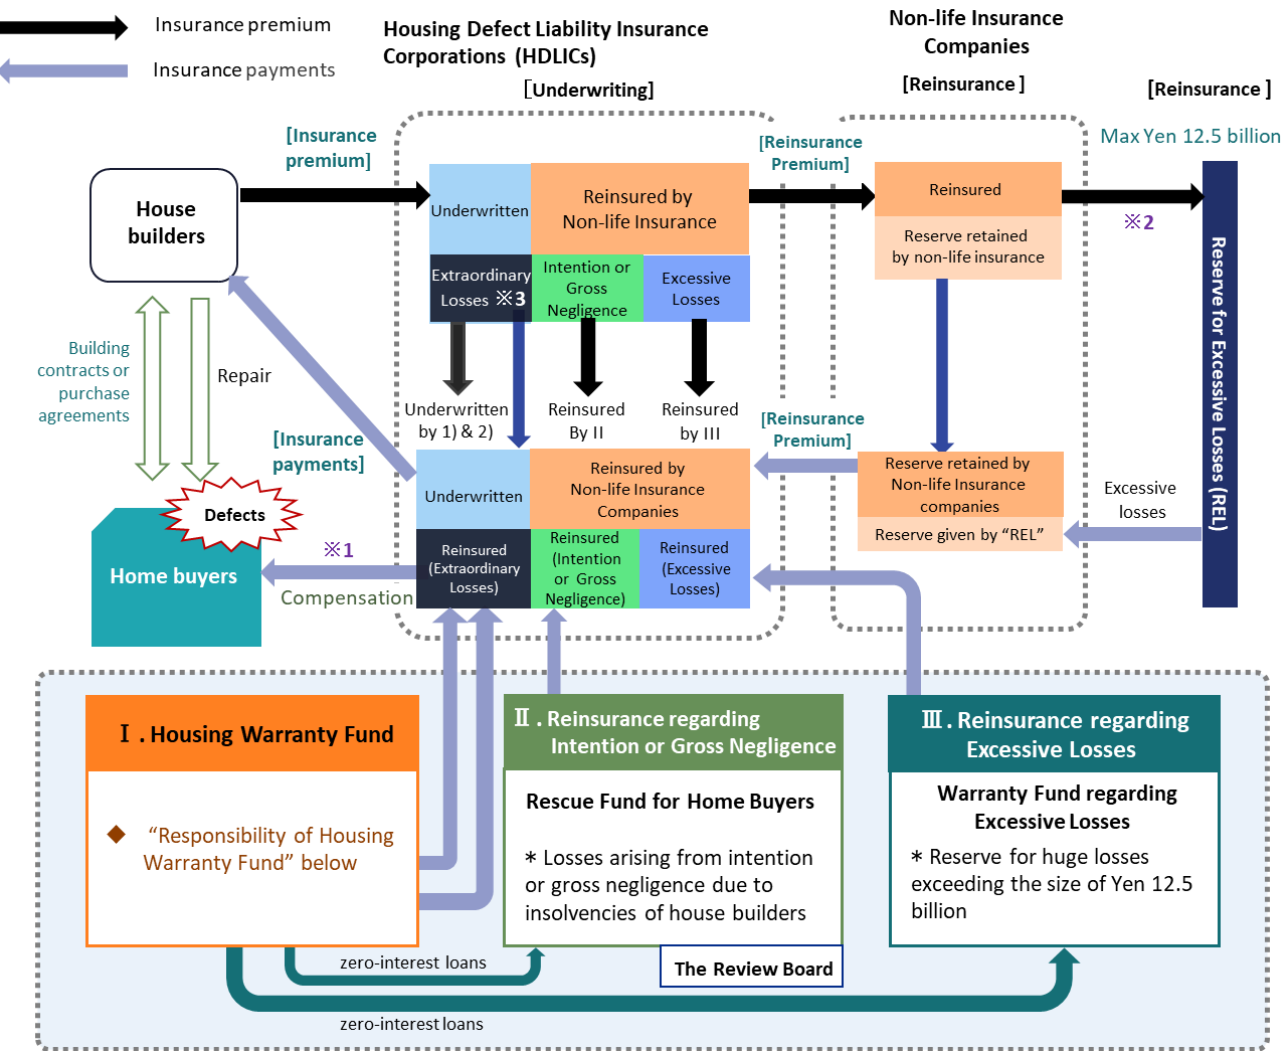 Insurance premium
Insurance payments
Housing Defect Liability Insurance
Corporations (HDLICs)
[Underwriting]
Non-life Insurance
Companies
[Reinsurance]
[Reinsurance]
Max Yen 12.5 billion
[Insurance
premium]
[Reinsurance
Premium]
House
builders
Underwritten
Reinsured by
Non-life Insurance
Reinsured
Reserve retained
by non-life insurance
※2
Extraordinary
Losses ※3
Intention or
Gross
Negligence
Excessive
Losses
Reserve for Excessive Losses (REL)
Building
contracts or
purchase
agreements
Repair
Underwritten
by 1) & 2)
Reinsured
By II
Reinsured
by III
[Insurance
payments]
[Reinsurance
Premium]
Underwritten
Reinsured by
Non-life Insurance
Companies
Reserve retained by
Non-life Insurance
companies
Reserve given by “REL”
Excessive
losses
Defects
Home buyers
※1
Compensation
Reinsured
(Extraordinary
Losses)
Reinsured
(Intention
or Gross
Negligence)
Reinsured
(Excessive
Losses)
Ⅰ. Housing Warranty Fund
◆ “Responsibility of Housing
Warranty Fund” below
Ⅱ. Reinsurance regarding
Intention or Gross Negligence
Rescue Fund for Home Buyers
* Losses arising from intention
or gross negligence due to
insolvencies of house builders
The Review Board
Ⅲ. Reinsurance regarding
Excessive Losses
Warranty Fund regarding
Excessive Losses
* Reserve for huge losses
exceeding the size of Yen 12.5
billion
zero-interest loans
zero-interest loans